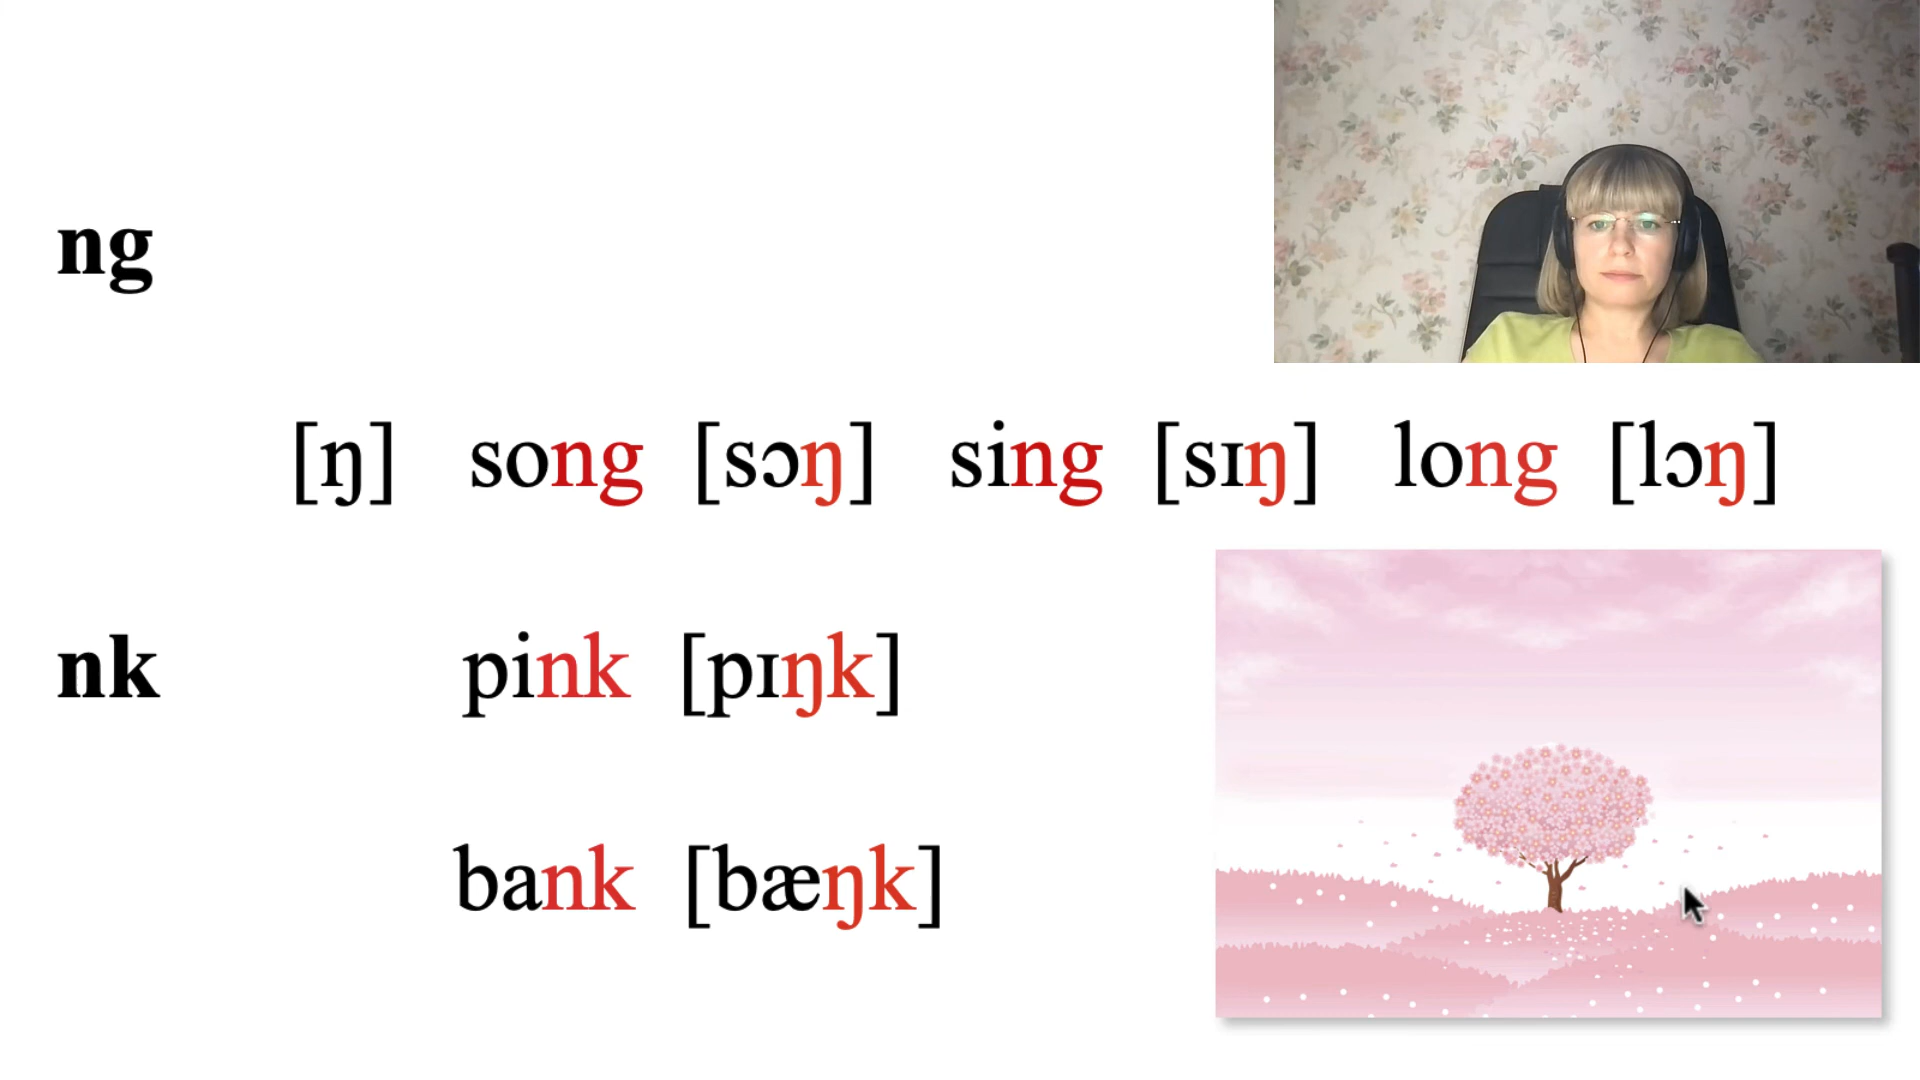 ng
[ŋ] song [sɔŋ] sing [sɪŋ] long [lɔŋ]
nk pink [pɪŋk]
bank [bæŋk]